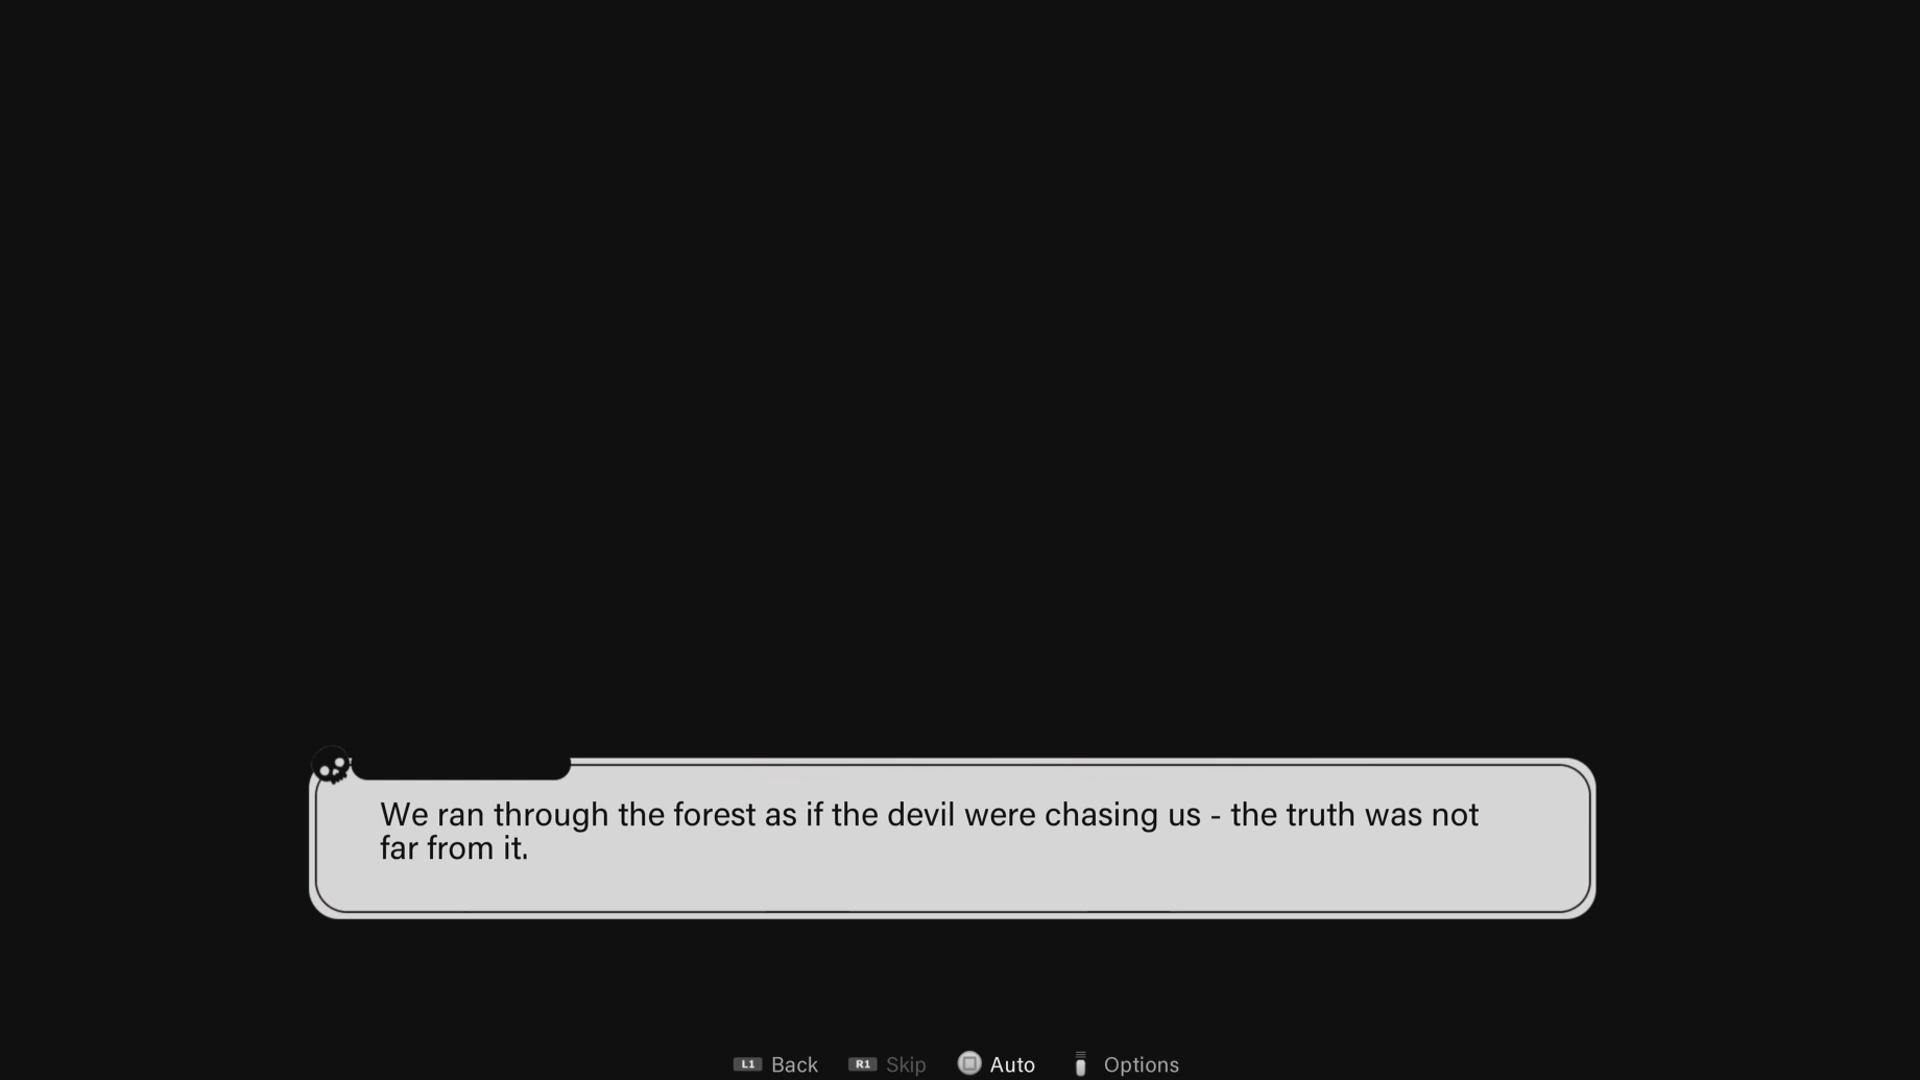 We ran through the forest as if the devil were chasing us - the truth was not
far from it.
L1 Back R1 Skip Auto Options